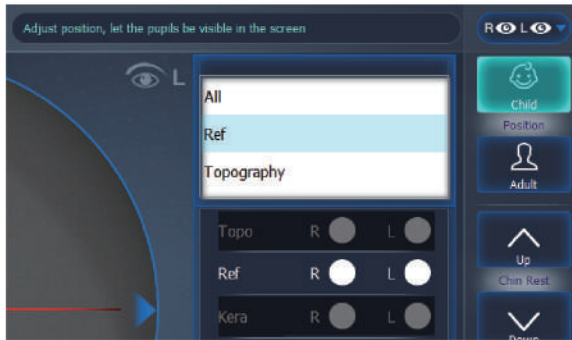 Adjust position, let the pupils be visible in the screen
R L
L
All
Ref
Topography
Topo R L
Ref R L
Kera R L
Child
Position
Adult
Up
Chin Rest
Down